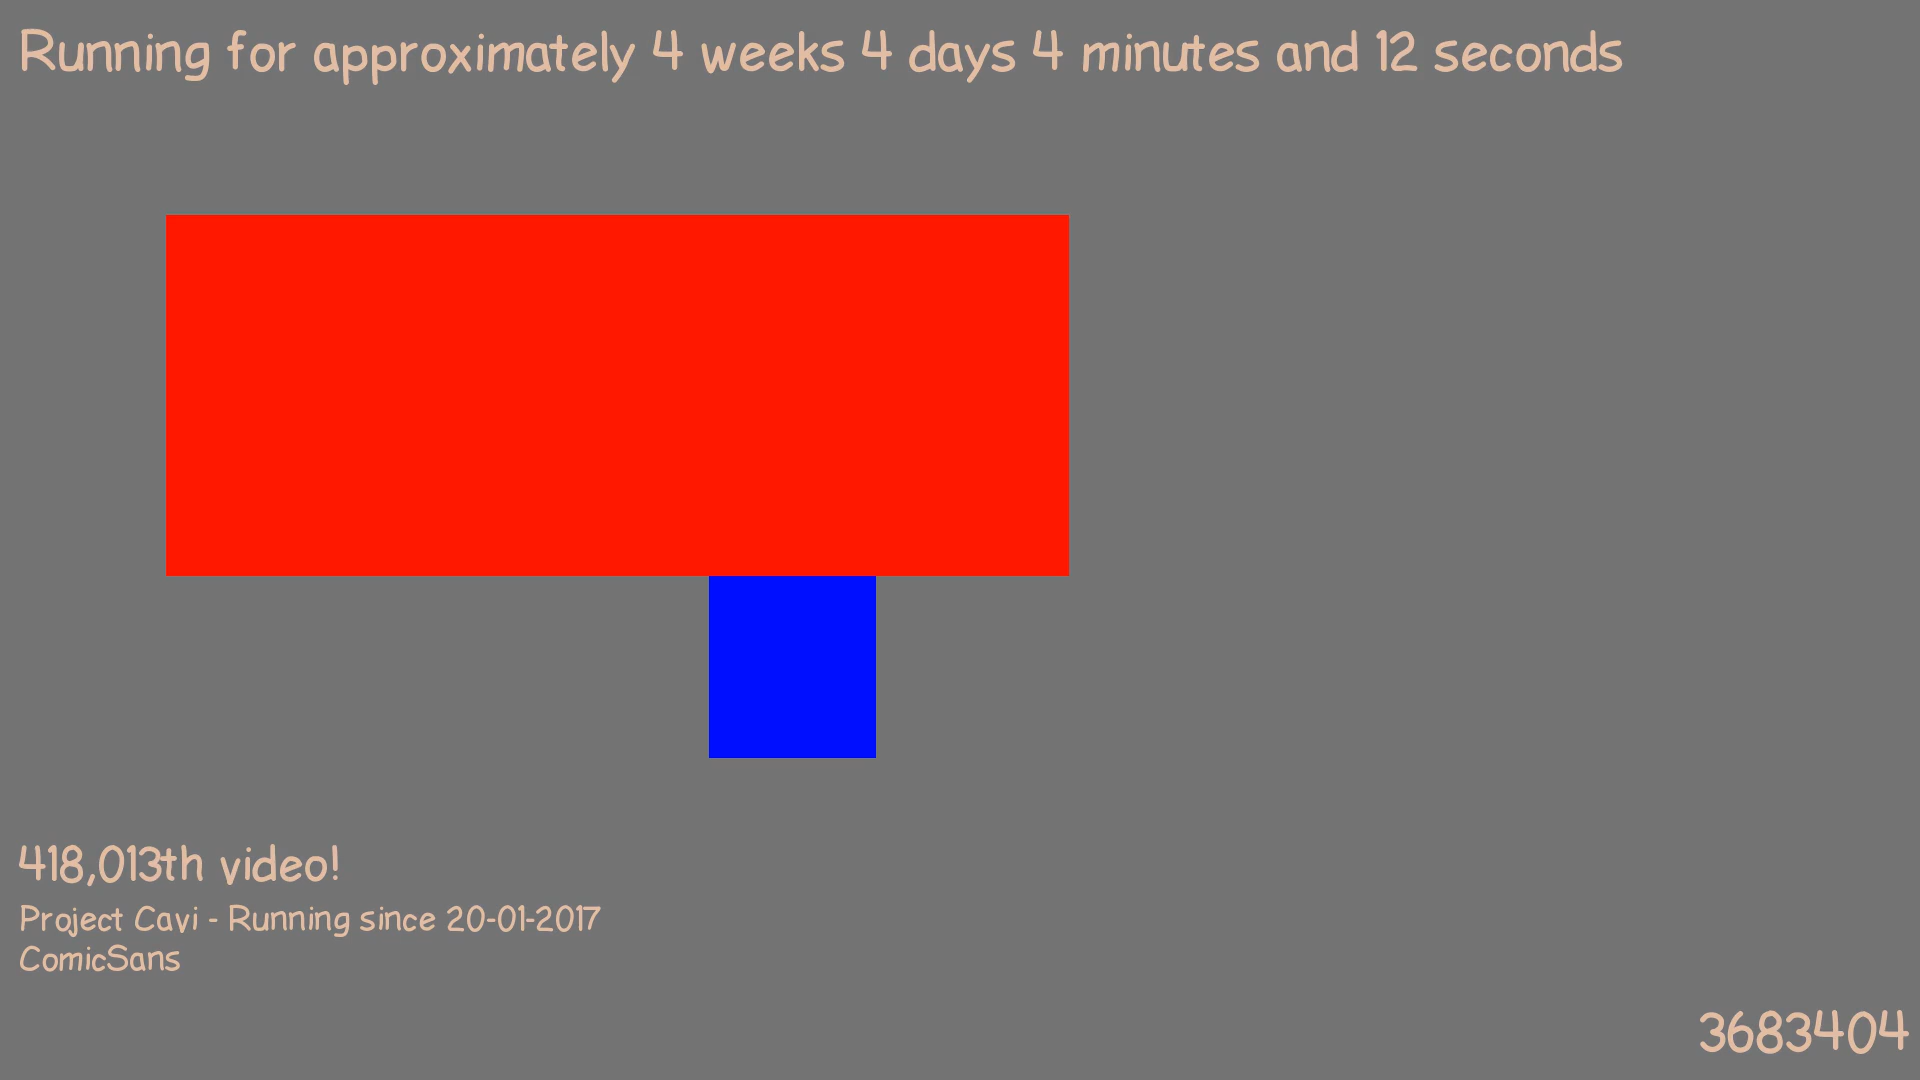 Running for approximately 4 weeks 4 days 4 minutes and 12 seconds
418,013th video!
Project Cavi - Running since 20-01-2017
ComicSans
3683404